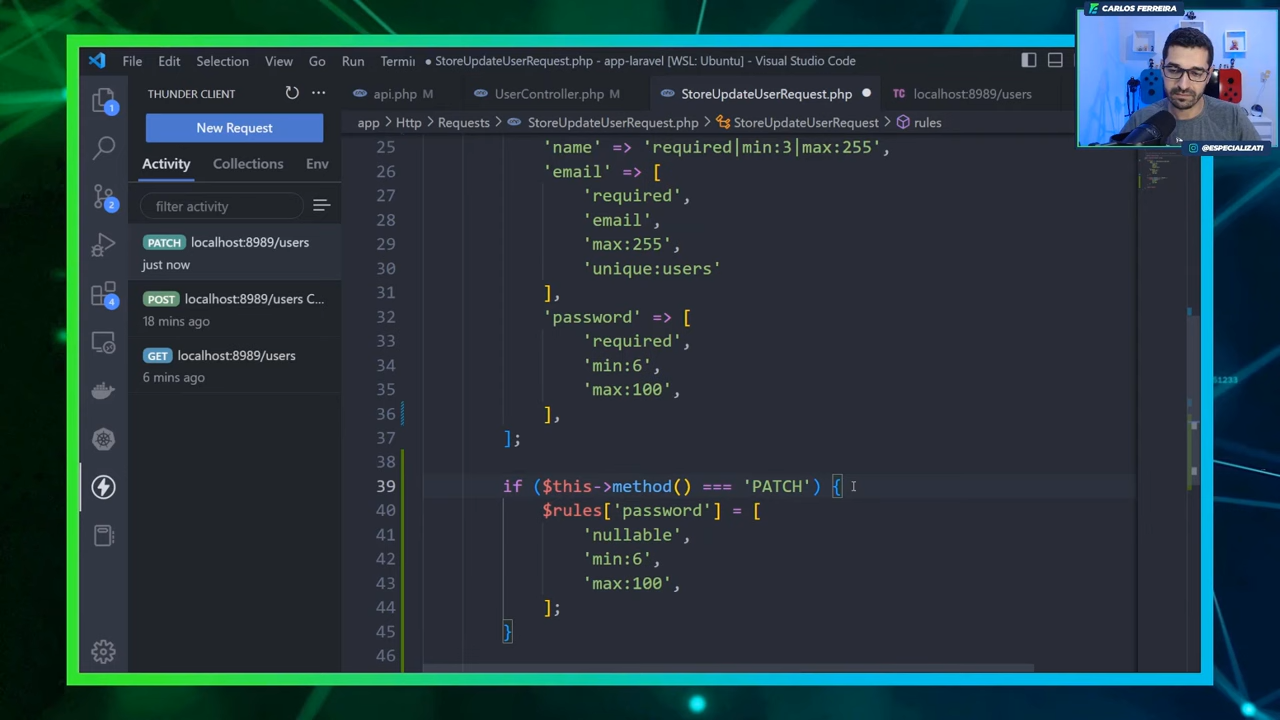 CARLOS FERREIRA
@ESPECIALIZATI
File Edit Selection View Go Run Termii ● StoreUpdateUserRequest.php - app-laravel [WSL: Ubuntu] - Visual Studio Code
THUNDER CLIENT
api.php M UserController.php M StoreUpdateUserRequest.php ● TC localhost:8989/users
New Request
app > Http > Requests > StoreUpdateUserRequest.php > StoreUpdateUserRequest > rules
Activity Collections Env
filter activity
PATCH localhost:8989/users
just now
POST localhost:8989/users C...
18 mins ago
GET localhost:8989/users
6 mins ago
1
2
4
25 'name' => 'required|min:3|max:255',
26 'email' => [
27 'required',
28 'email',
29 'max:255',
30 'unique:users'
31 ],
32 'password' => [
33 'required',
34 'min:6',
35 'max:100',
36 ],
37 ];
38
39 if ($this->method() === 'PATCH') {
40 $rules['password'] = [
41 'nullable',
42 'min:6',
43 'max:100',
44 ];
45 }
46
51233